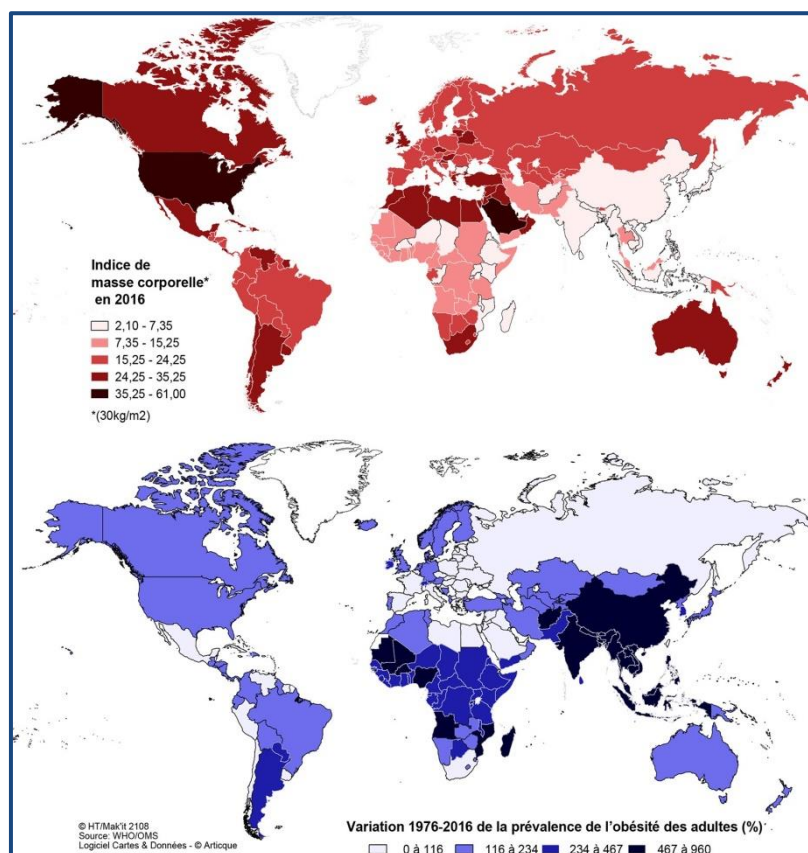 Indice de
masse corporelle*
en 2016
2,10 - 7,35
7,35 - 15,25
15,25 - 24,25
24,25 - 35,25
35,25 - 61,00
*(30kg/m2)
© HT/Mak'it 2108
Source: WHO/OMS
Logiciel Cartes & Données - © Articque
Variation 1976-2016 de la prévalence de l'obésité des adultes (%)
0 à 116
116 à 234
234 à 467
467 à 960